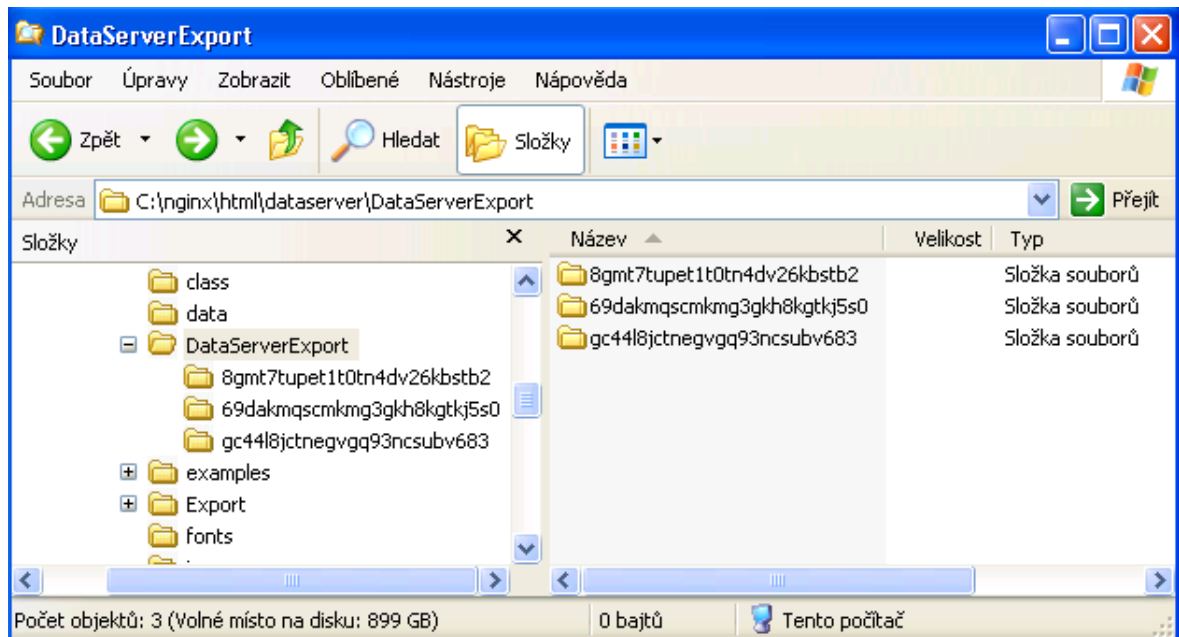 DataServerExport
Soubor Úpravy Zobrazit Oblíbené Nástroje Nápověda
Zpět Hledat Složky
Adresa C:\nginx\html\dataserver\DataServerExport Přejít
Složky
class
data
DataServerExport
8gmt7tupet1t0tn4dv26kbstb2
69dakmqscmkmg3gkh8kgtkj5s0
gc44l8jctnegvgq93ncsubv683
examples
Export
fonts
Název Velikost Typ
8gmt7tupet1t0tn4dv26kbstb2 Složka souborů
69dakmqscmkmg3gkh8kgtkj5s0 Složka souborů
gc44l8jctnegvgq93ncsubv683 Složka souborů
Počet objektů: 3 (Volné místo na disku: 899 GB) 0 bajtů Tento počítač